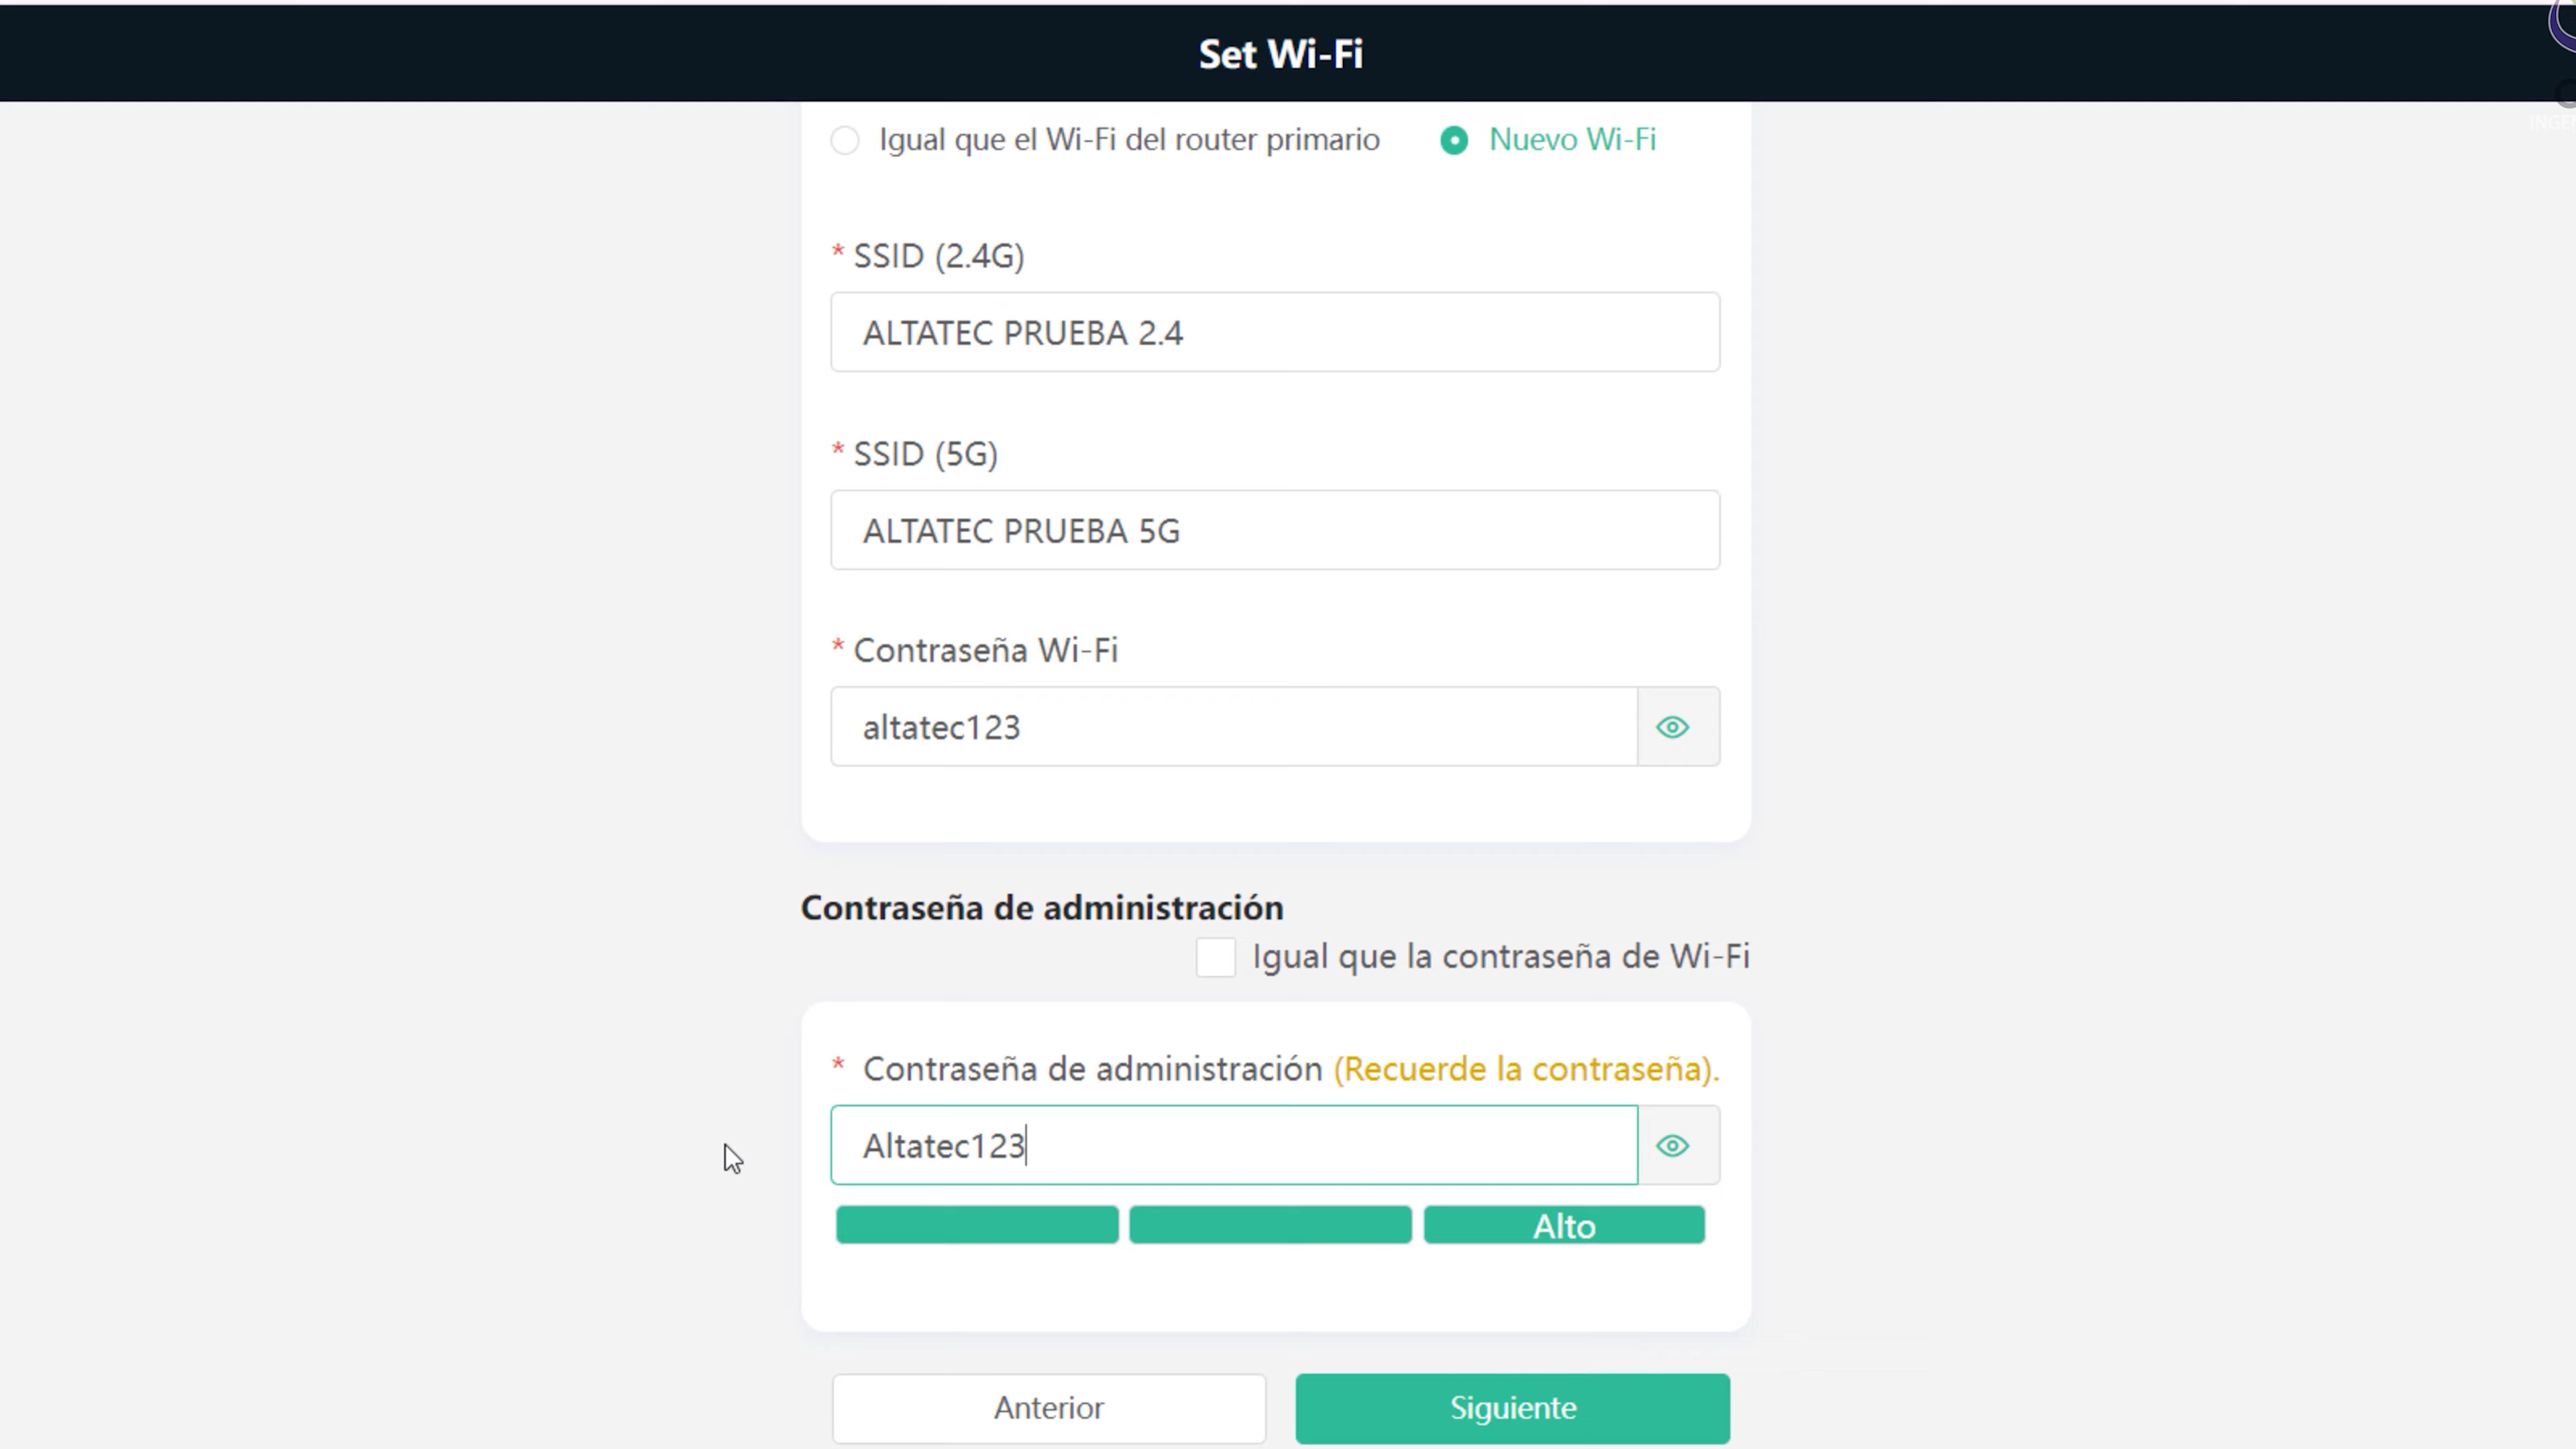 Set Wi-Fi
Igual que el Wi-Fi del router primario
Nuevo Wi-Fi
* SSID (2.4G)
ALTATEC PRUEBA 2.4
* SSID (5G)
ALTATEC PRUEBA 5G
* Contraseña Wi-Fi
altatec123
Contraseña de administración
Igual que la contraseña de Wi-Fi
* Contraseña de administración (Recuerde la contraseña).
Altatec123
Alto
Anterior
Siguiente